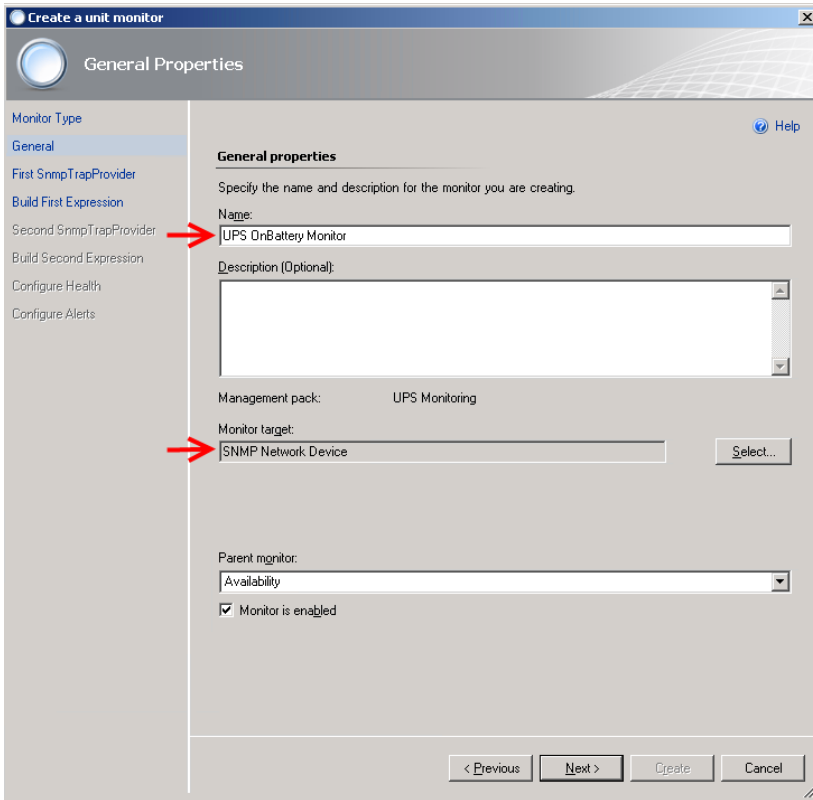 Create a unit monitor
General Properties
Monitor Type
General
First SnmpTrapProvider
Build First Expression
Second SnmpTrapProvider
Build Second Expression
Configure Health
Configure Alerts
Help
General properties
Specify the name and description for the monitor you are creating.
Name:
UPS OnBattery Monitor
Description (Optional):
Management pack: UPS Monitoring
Monitor target:
SNMP Network Device
Select...
Parent monitor:
Availability
Monitor is enabled
< Previous
Next >
Create
Cancel